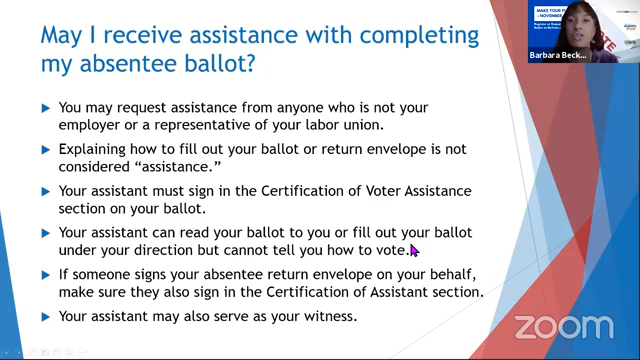 May I receive assistance with completing
my absentee ballot?
You may request assistance from anyone who is not your
employer or a representative of your labor union.
Explaining how to fill out your ballot or return envelope is not
considered “assistance.”
Your assistant must sign in the Certification of Voter Assistance
section on your ballot.
Your assistant can read your ballot to you or fill out your ballot
under your direction but cannot tell you how to vote.
If someone signs your absentee return envelope on your behalf,
make sure they also sign in the Certification of Assistant section.
Your assistant may also serve as your witness.
MAKE YOUR
- NOVEMBER
Barbara Beck...
zoom